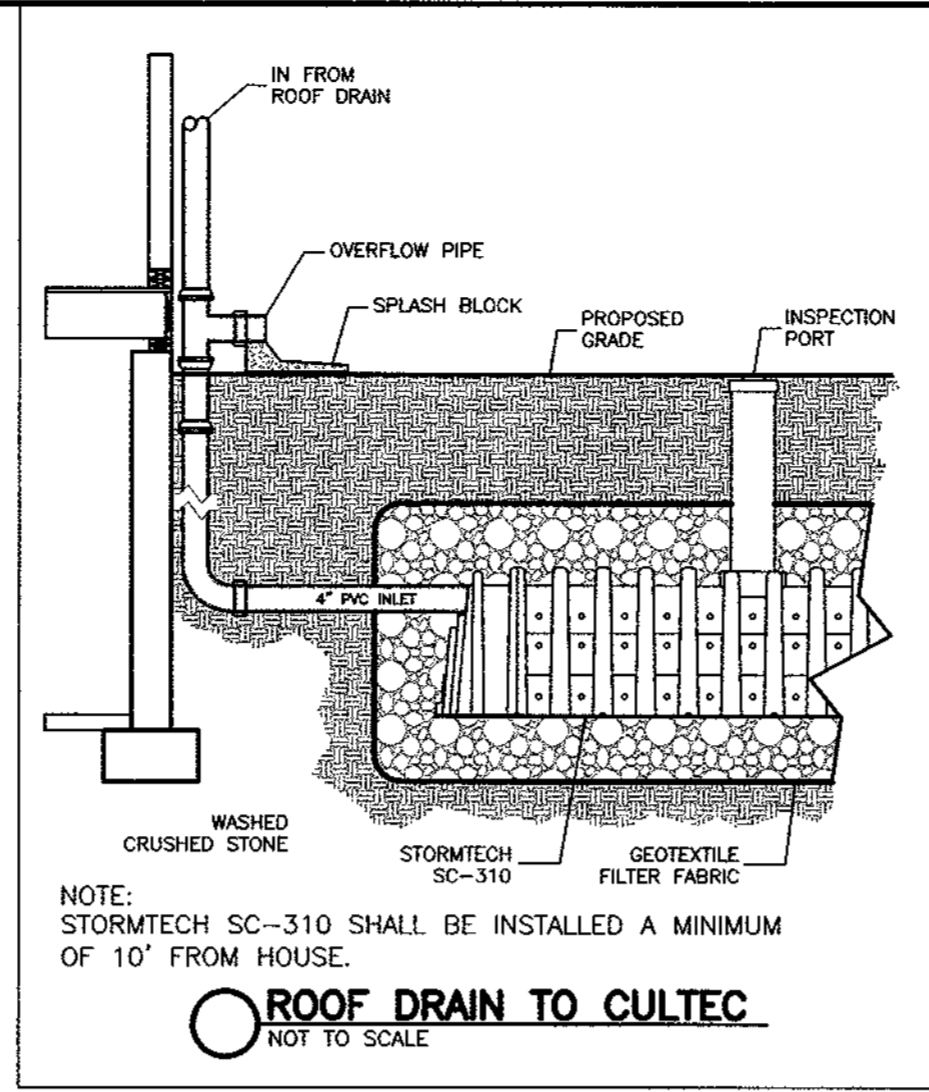 IN FROM
ROOF DRAIN
OVERFLOW PIPE
SPLASH BLOCK
PROPOSED
GRADE
INSPECTION
PORT
4" PVC INLET
WASHED
CRUSHED STONE
STORMTECH
SC-310
GEOTEXTILE
FILTER FABRIC
NOTE:
STORMTECH SC-310 SHALL BE INSTALLED A MINIMUM
OF 10' FROM HOUSE.
ROOF DRAIN TO CULTEC
NOT TO SCALE